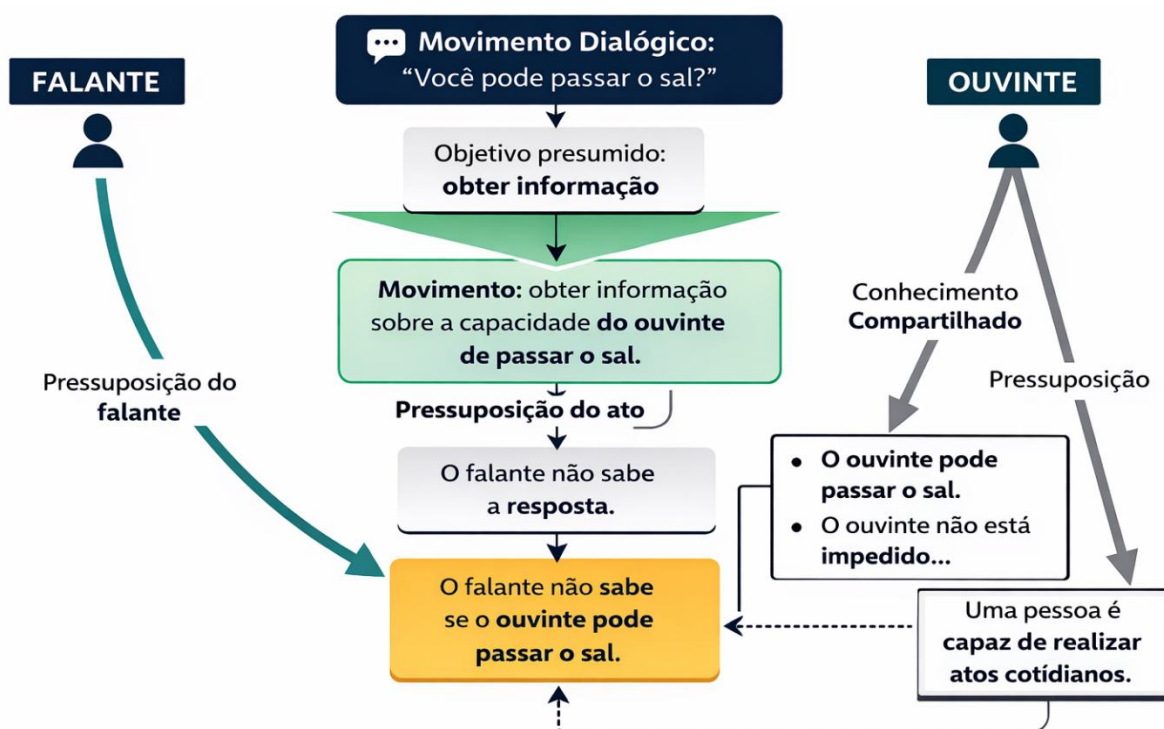 Movimento Dialógico:
“Você pode passar o sal?”
FALANTE
OUVINTE
Objetivo presumido:
obter informação
Movimento: obter informação
sobre a capacidade do ouvinte
de passar o sal.
Conhecimento
Compartilhado
Pressuposição do
falante
Pressuposição
Pressuposição do ato
O falante não sabe
a resposta.
• O ouvinte pode
passar o sal.
• O ouvinte não está
impedido...
O falante não sabe
se o ouvinte pode
passar o sal.
Uma pessoa é
capaz de realizar
atos cotídianos.